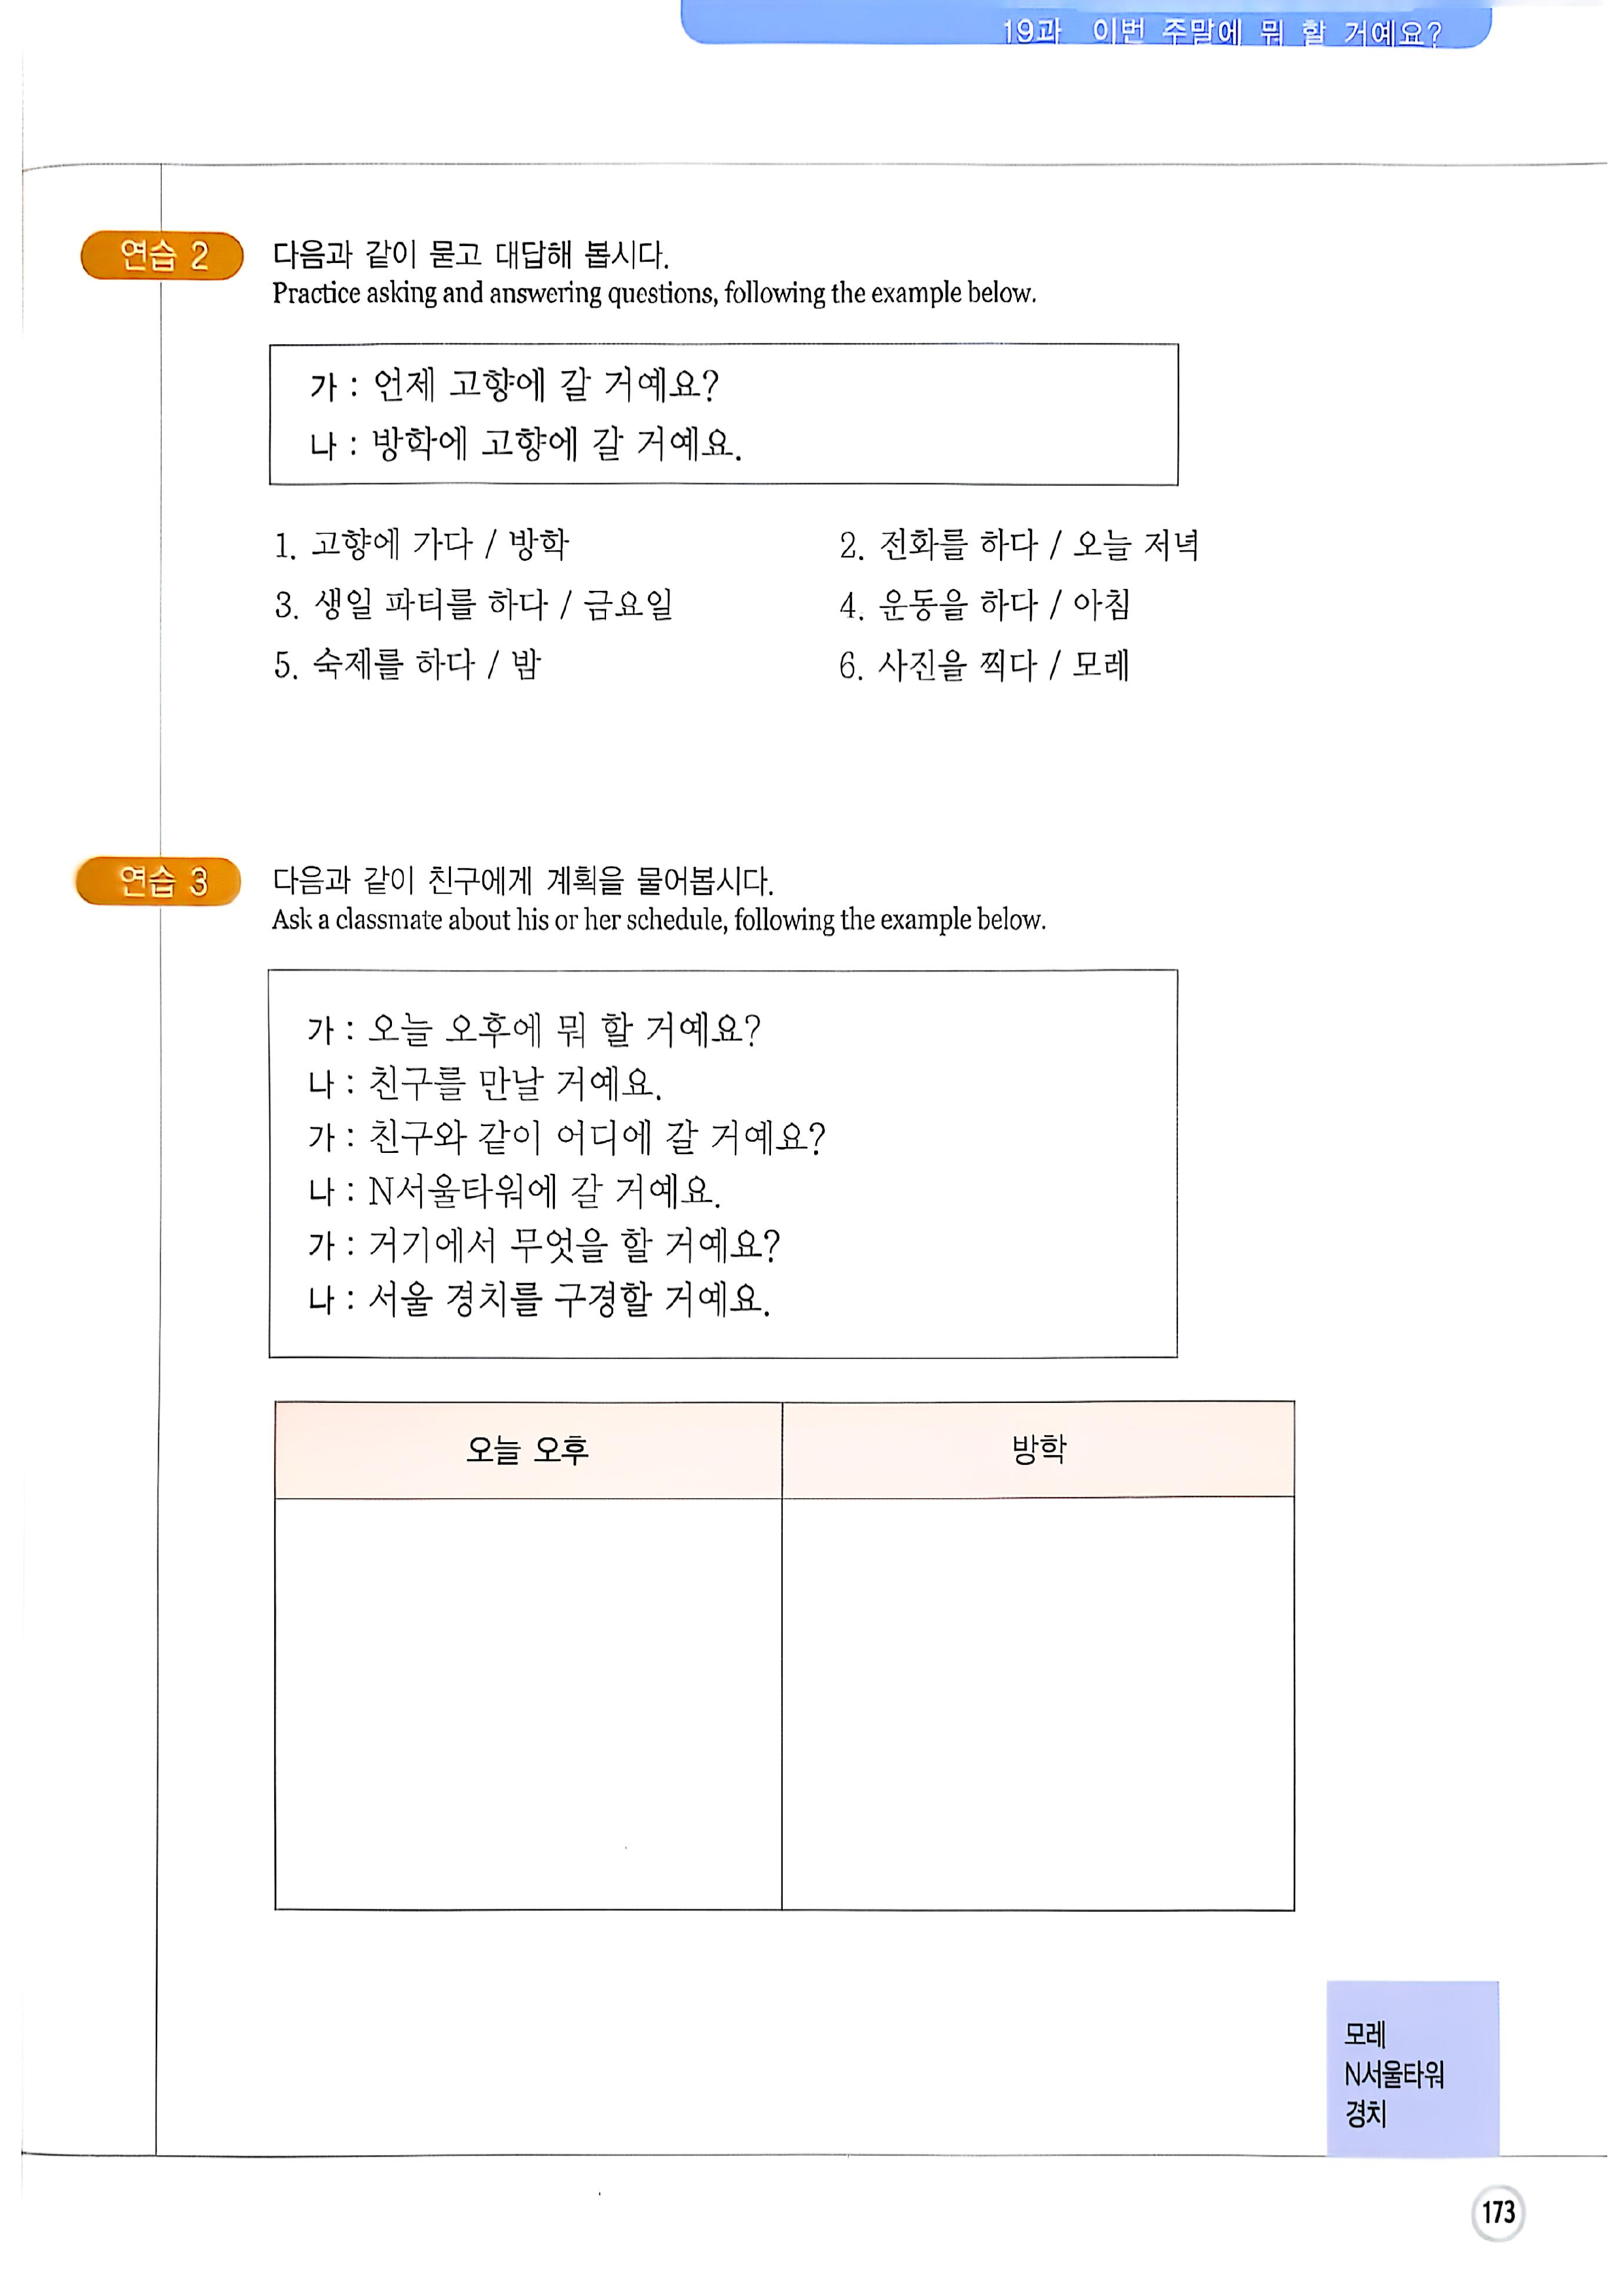 19과 이번 주말에 뭐 할 거예요?
연습 2
다음과 같이 묻고 대답해 봅시다.
Practice asking and answering questions, following the example below.
가 : 언제 고향에 갈 거예요?
나 : 방학에 고향에 갈 거예요.
1. 고향에 가다 / 방학
2. 전화를 하다 / 오늘 저녁
3. 생일 파티를 하다 / 금요일
4. 운동을 하다 / 아침
5. 숙제를 하다 / 밤
6. 사진을 찍다 / 모레
연습 3
다음과 같이 친구에게 계획을 물어봅시다.
Ask a classmate about his or her schedule, following the example below.
가 : 오늘 오후에 뭐 할 거예요?
나 : 친구를 만날 거예요.
가 : 친구와 같이 어디에 갈 거예요?
나 : N서울타워에 갈 거예요.
가 : 거기에서 무엇을 할 거예요?
나 : 서울 경치를 구경할 거예요.
오늘 오후
방학
모레
N서울타워
경치
173